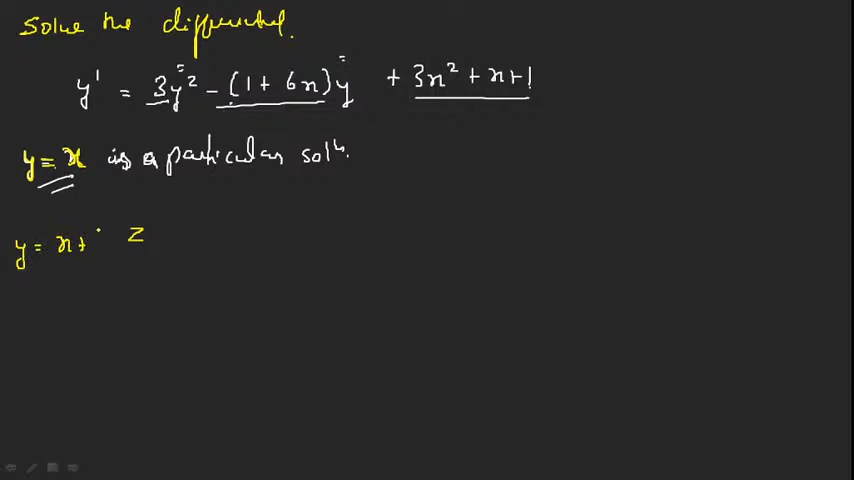 Solve the differential.
y' = 3y² - (1 + 6x)y + 3x² + x + 1
y = x is a particular solⁿ.
y = x + z